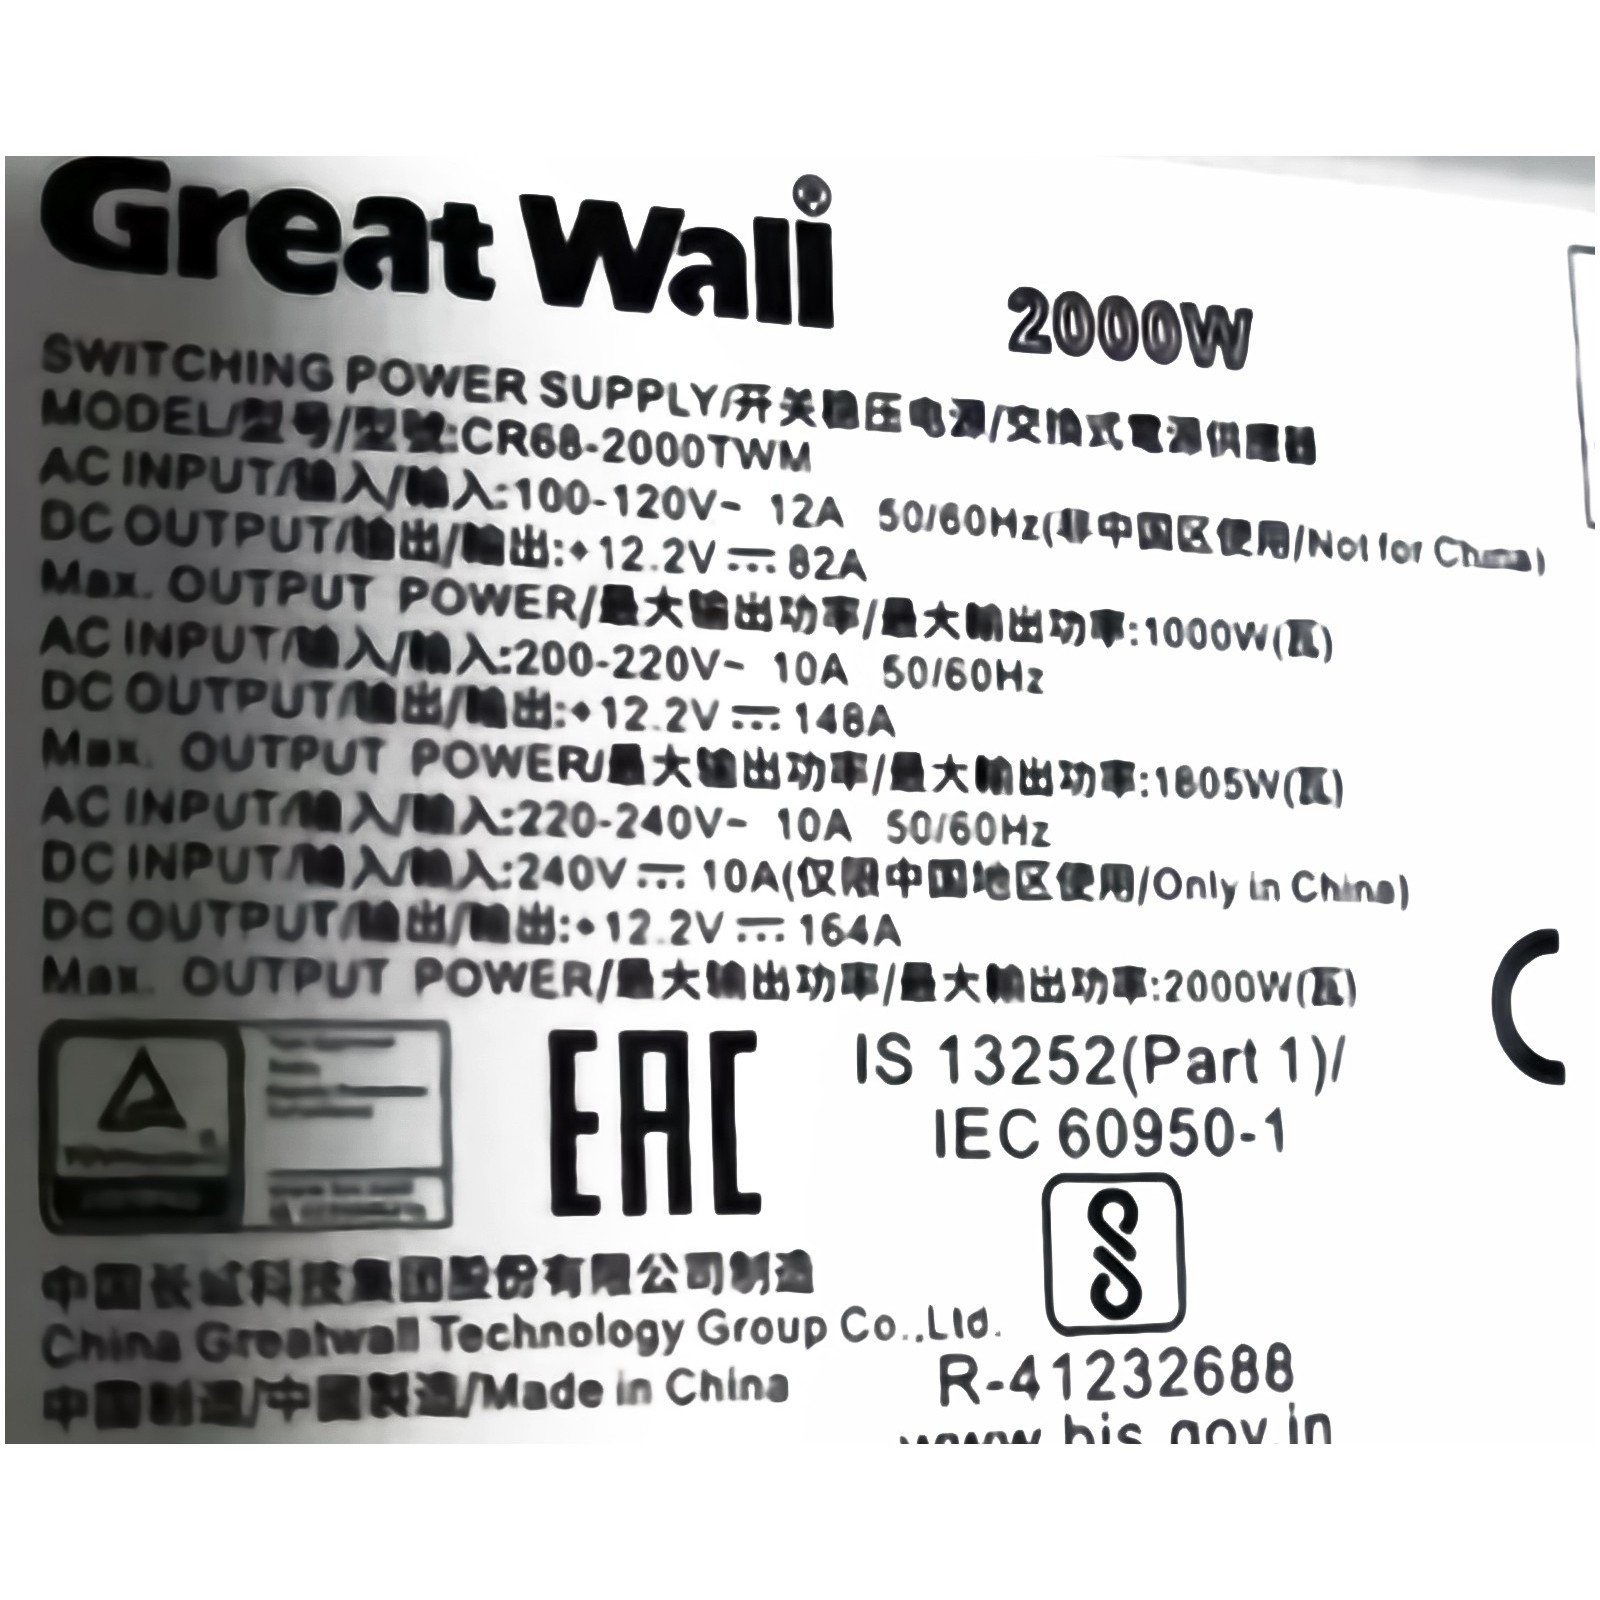 Great Wall
2000W
SWITCHING POWER SUPPLY/开关稳压电源/交換式電源供應器
MODEL/型号/型號:CR68-2000TWM
AC INPUT/输入/輸入:100-120V~ 12A 50/60Hz(非中国区使用/Not for China)
DC OUTPUT/输出/輸出:+12.2V⎓82A
Max. OUTPUT POWER/最大输出功率/最大輸出功率:1000W(瓦)
AC INPUT/输入/輸入:200-220V~ 10A 50/60Hz
DC OUTPUT/输出/輸出:+12.2V⎓148A
Max. OUTPUT POWER/最大输出功率/最大輸出功率:1805W(瓦)
AC INPUT/输入/輸入:220-240V~ 10A 50/60Hz
DC INPUT/输入/輸入:240V⎓10A(仅限中国地区使用/Only in China)
DC OUTPUT/输出/輸出:+12.2V⎓164A
Max. OUTPUT POWER/最大输出功率/最大輸出功率:2000W(瓦)
EAC
IS 13252(Part 1)/
IEC 60950-1
中国长城科技集团股份有限公司制造
China Greatwall Technology Group Co.,Ltd.
中国制造/中國製造/Made in China
R-41232688
www.bis.gov.in